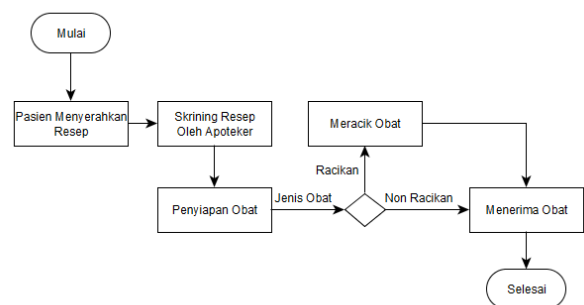 Mulai
Pasien Menyerahkan
Resep
Skrining Resep
Oleh Apoteker
Penyiapan Obat
Jenis Obat
Racikan
Meracik Obat
Non Racikan
Menerima Obat
Selesai